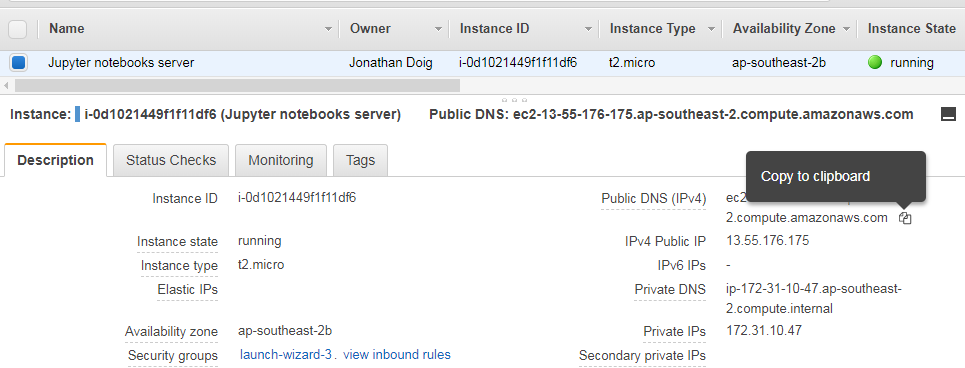 Name Owner Instance ID Instance Type Availability Zone Instance State
Jupyter notebooks server Jonathan Doig i-0d1021449f1f11df6 t2.micro ap-southeast-2b running
Instance: i-0d1021449f1f11df6 (Jupyter notebooks server) Public DNS: ec2-13-55-176-175.ap-southeast-2.compute.amazonaws.com
Description Status Checks Monitoring Tags
Copy to clipboard
Instance ID i-0d1021449f1f11df6 Public DNS (IPv4) ec2
2.compute.amazonaws.com
Instance state running IPv4 Public IP 13.55.176.175
Instance type t2.micro IPv6 IPs -
Elastic IPs Private DNS ip-172-31-10-47.ap-southeast-
2.compute.internal
Availability zone ap-southeast-2b Private IPs 172.31.10.47
Security groups launch-wizard-3. view inbound rules Secondary private IPs